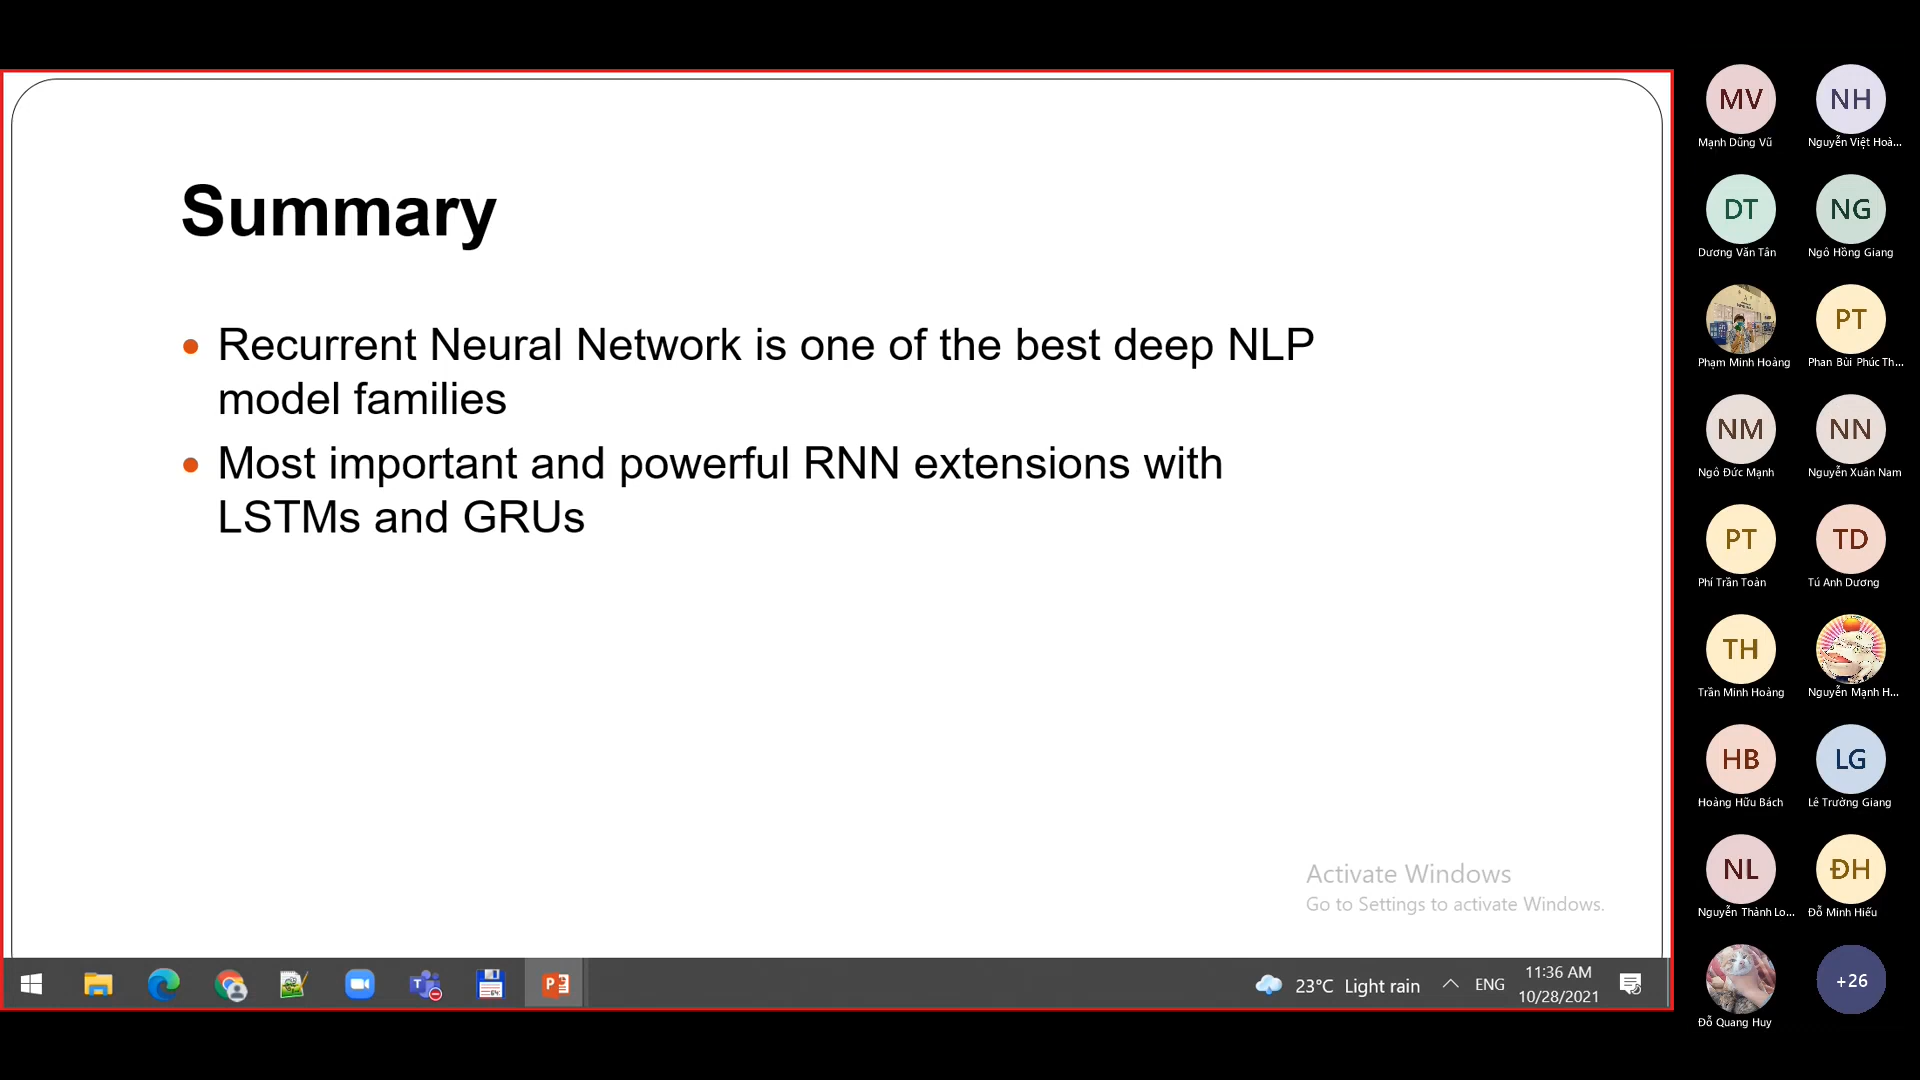 Summary
Recurrent Neural Network is one of the best deep NLP
model families
Most important and powerful RNN extensions with
LSTMs and GRUs
Activate Windows
Go to Settings to activate Windows.
23°C Light rain
ENG
11:36 AM
10/28/2021
MV
NH
Mạnh Dũng Vũ
Nguyễn Việt Hoà...
DT
NG
Dương Văn Tân
Ngô Hồng Giang
PT
Phạm Minh Hoàng
Phan Bùi Phúc Th...
NM
NN
Ngô Đức Mạnh
Nguyễn Xuân Nam
PT
TD
Phí Trần Toàn
Tú Anh Dương
TH
Trần Minh Hoàng
Nguyễn Mạnh H...
HB
LG
Hoàng Hữu Bách
Lê Trường Giang
NL
ĐH
Nguyễn Thành Lo...
Đỗ Minh Hiếu
+26
Đỗ Quang Huy